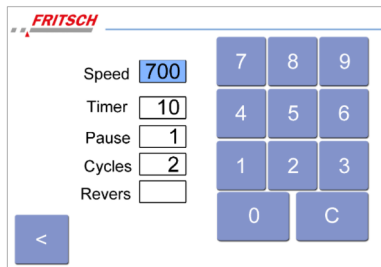 FRITSCH
Speed 700
Timer 10
Pause 1
Cycles 2
Revers
7 8 9
4 5 6
1 2 3
0 C
<